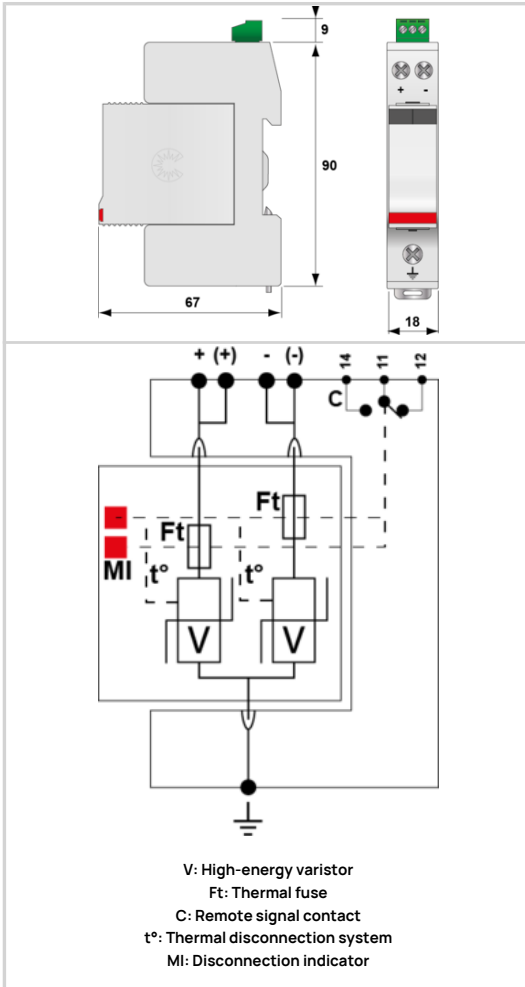 9
+ -
90
67
18
+ (+) - (-) 14 11 12
C
Ft
Ft
MI t° t°
V V
V: High-energy varistor
Ft: Thermal fuse
C: Remote signal contact
t°: Thermal disconnection system
MI: Disconnection indicator